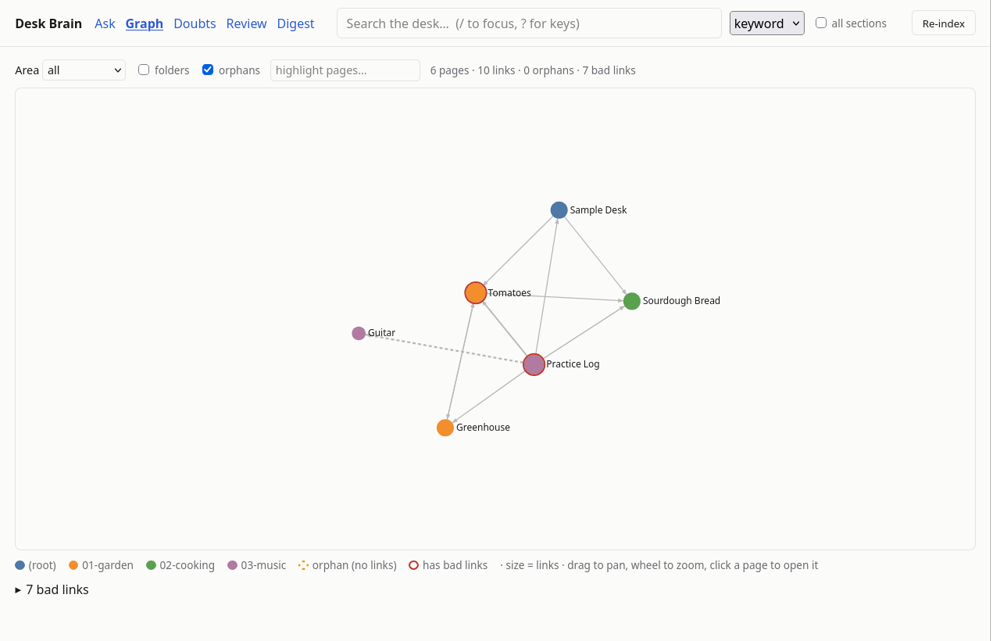 Desk Brain Ask Graph Doubts Review Digest Search the desk... (/ to focus, ? for keys) keyword all sections Re-index
Area all folders orphans highlight pages... 6 pages · 10 links · 0 orphans · 7 bad links
Sample Desk
Tomatoes
Sourdough Bread
Guitar
Practice Log
Greenhouse
(root) 01-garden 02-cooking 03-music orphan (no links) has bad links · size = links · drag to pan, wheel to zoom, click a page to open it
▸ 7 bad links